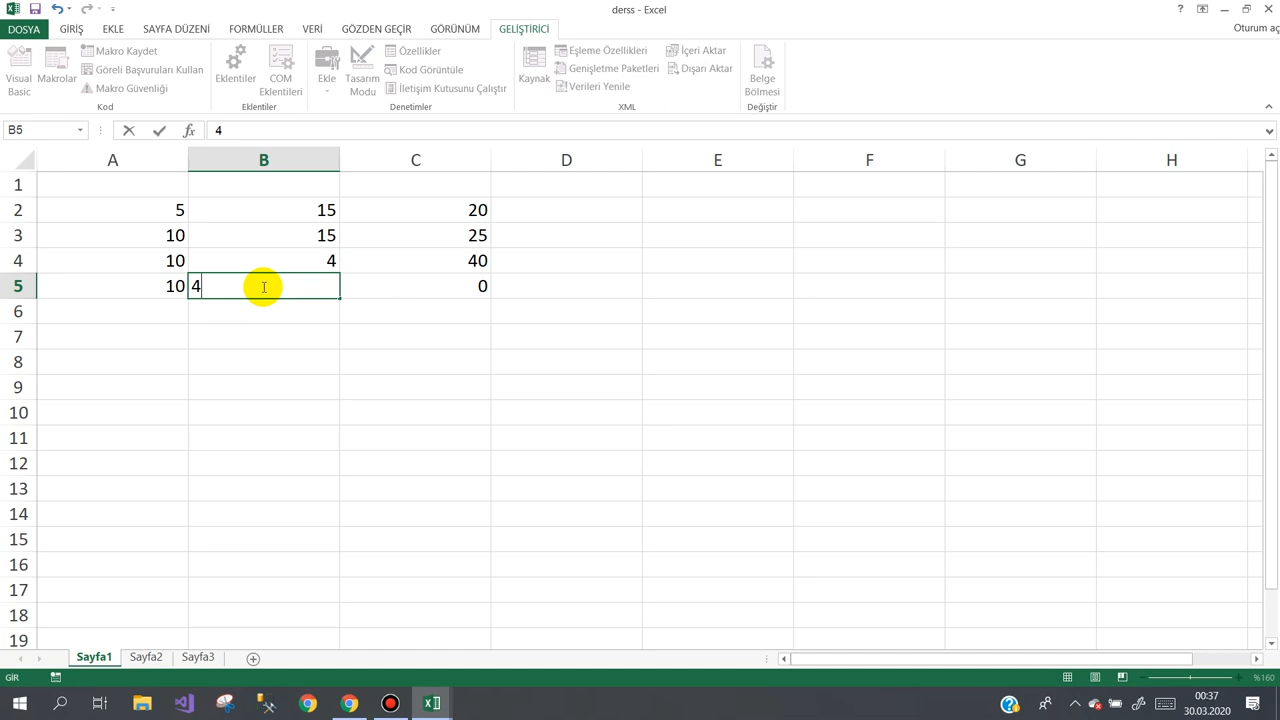 derss - Excel
DOSYA GİRİŞ EKLE SAYFA DÜZENİ FORMÜLLER VERİ GÖZDEN GEÇİR GÖRÜNÜM GELİŞTİRİCİ Oturum aç
Visual Basic
Makrolar
Makro Kaydet
Göreli Başvuruları Kullan
Makro Güvenliği
Kod
Eklentiler
COM Eklentileri
Eklentiler
Ekle
Tasarım Modu
Özellikler
Kod Görüntüle
İletişim Kutusunu Çalıştır
Denetimler
Kaynak
Eşleme Özellikleri
Genişletme Paketleri
Verileri Yenile
İçeri Aktar
Dışarı Aktar
XML
Belge Bölmesi
Değiştir
B5 fx 4
A B C D E F G H
1
2 5 15 20
3 10 15 25
4 10 4 40
5 10 4 0
6
7
8
9
10
11
12
13
14
15
16
17
18
19
Sayfa1 Sayfa2 Sayfa3
GİR %160
00:37
30.03.2020